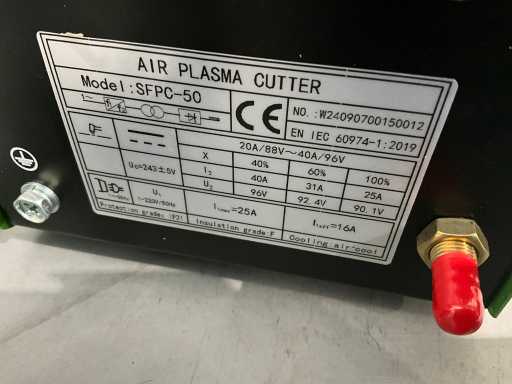 AIR PLASMA CUTTER
Model:SFPC-50
CE
NO.:W24090700150012
EN IEC 60974-1:2019
20A/88V～40A/96V
U₀=243±5V
X 40% 60% 100%
I₂ 40A 31A 25A
U₂ 96V 92.4V 90.1V
U₁
1~220V/50Hz
I₁max=25A
I₁eff=16A
Protection grade: IP21
Insulation grade:F
Cooling:air-cool